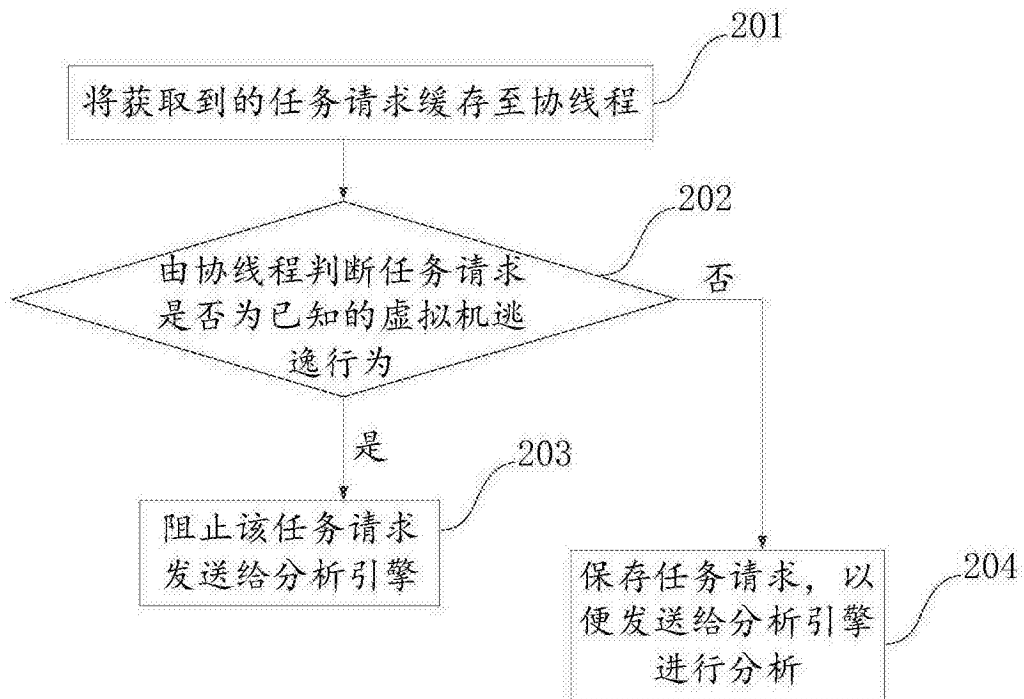 201
将获取到的任务请求缓存至协线程
202
由协线程判断任务请求
是否为已知的虚拟机逃
逸行为
否
是
203
阻止该任务请求
发送给分析引擎
204
保存任务请求，以
便发送给分析引擎
进行分析